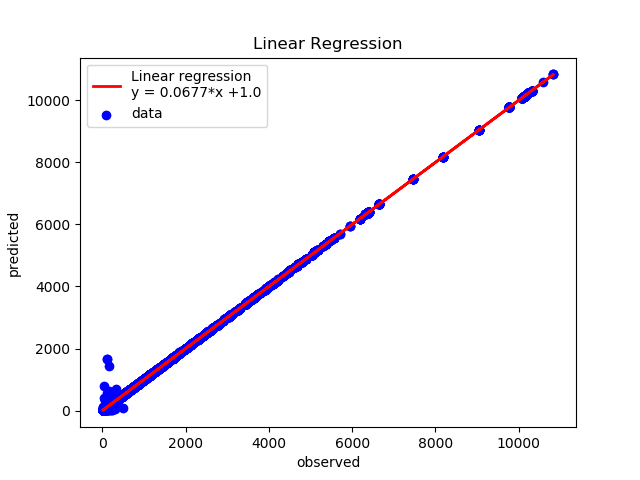 Linear Regression
Linear regression
y = 0.0677*x +1.0
data
10000
8000
6000
4000
2000
0
predicted
0 2000 4000 6000 8000 10000
observed